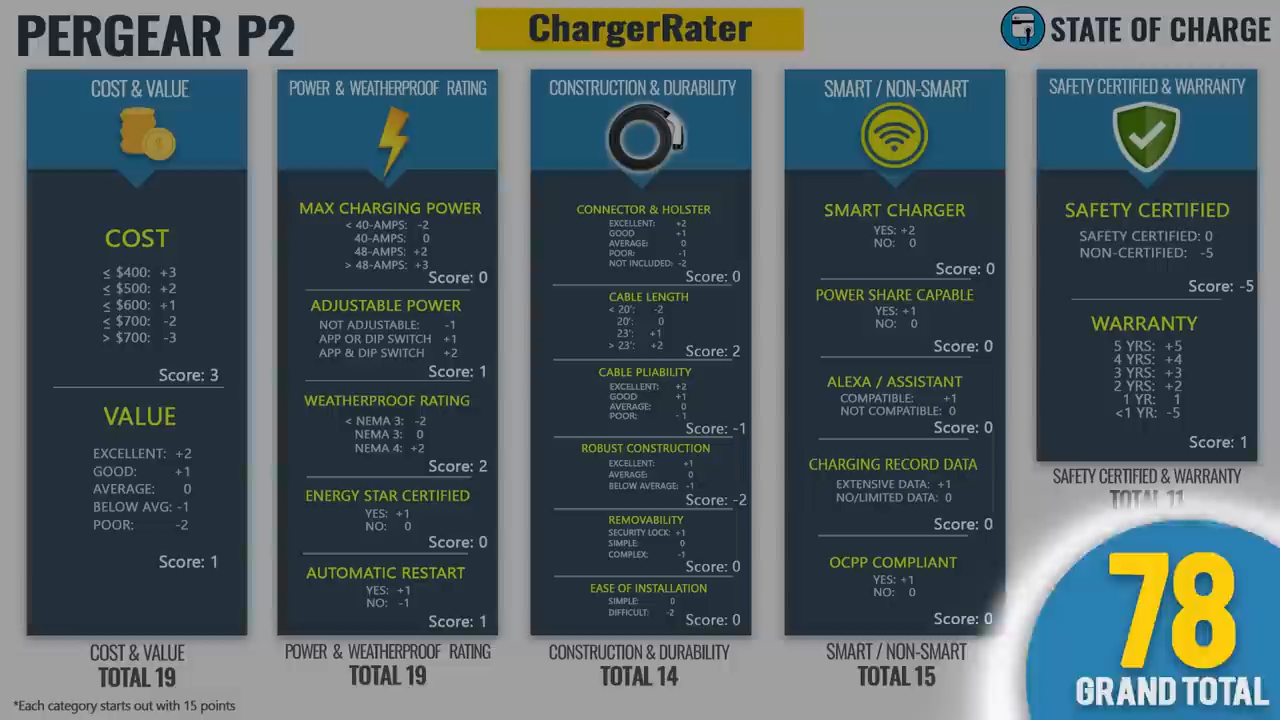 PERGEAR P2
ChargerRater
STATE OF CHARGE
COST & VALUE
COST
≤ $400: +3
≤ $500: +2
≤ $600: +1
≤ $700: -2
> $700: -3
Score: 3
VALUE
EXCELLENT: +2
GOOD: +1
AVERAGE: 0
BELOW AVG: -1
POOR: -2
Score: 1
COST & VALUE
TOTAL 19
*Each category starts out with 15 points
POWER & WEATHERPROOF RATING
MAX CHARGING POWER
< 40-AMPS: -2
40-AMPS: 0
48-AMPS: +2
> 48-AMPS: +3
Score: 0
ADJUSTABLE POWER
NOT ADJUSTABLE: -1
APP OR DIP SWITCH +1
APP & DIP SWITCH +2
Score: 1
WEATHERPROOF RATING
< NEMA 3: -2
NEMA 3: 0
NEMA 4: +2
Score: 2
ENERGY STAR CERTIFIED
YES: +1
NO: 0
Score: 0
AUTOMATIC RESTART
YES: +1
NO: -1
Score: 1
POWER & WEATHERPROOF RATING
TOTAL 19
CONSTRUCTION & DURABILITY
CONNECTOR & HOLSTER
EXCELLENT: +2
GOOD +1
AVERAGE: 0
POOR: -1
NOT INCLUDED: -2
Score: 0
CABLE LENGTH
< 20': -2
20': 0
23': +1
> 23': +2
Score: 2
CABLE PLIABILITY
EXCELLENT: +2
GOOD +1
AVERAGE: 0
POOR: -1
Score: -1
ROBUST CONSTRUCTION
EXCELLENT: +1
AVERAGE: 0
BELOW AVERAGE: -1
Score: -2
REMOVABILITY
SECURITY LOCK: +1
SIMPLE: 0
COMPLEX: -1
Score: 0
EASE OF INSTALLATION
SIMPLE: 0
DIFFICULT: -2
Score: 0
CONSTRUCTION & DURABILITY
TOTAL 14
SMART / NON-SMART
SMART CHARGER
YES: +2
NO: 0
Score: 0
POWER SHARE CAPABLE
YES: +1
NO: 0
Score: 0
ALEXA / ASSISTANT
COMPATIBLE: +1
NOT COMPATIBLE: 0
Score: 0
CHARGING RECORD DATA
EXTENSIVE DATA: +1
NO/LIMITED DATA: 0
Score: 0
OCPP COMPLIANT
YES: +1
NO: 0
Score: 0
SMART / NON-SMART
TOTAL 15
SAFETY CERTIFIED & WARRANTY
SAFETY CERTIFIED
SAFETY CERTIFIED: 0
NON-CERTIFIED: -5
Score: -5
WARRANTY
5 YRS: +5
4 YRS: +4
3 YRS: +3
2 YRS: +2
1 YR: 1
<1 YR: -5
Score: 1
SAFETY CERTIFIED & WARRANTY
TOTAL 11
78
GRAND TOTAL